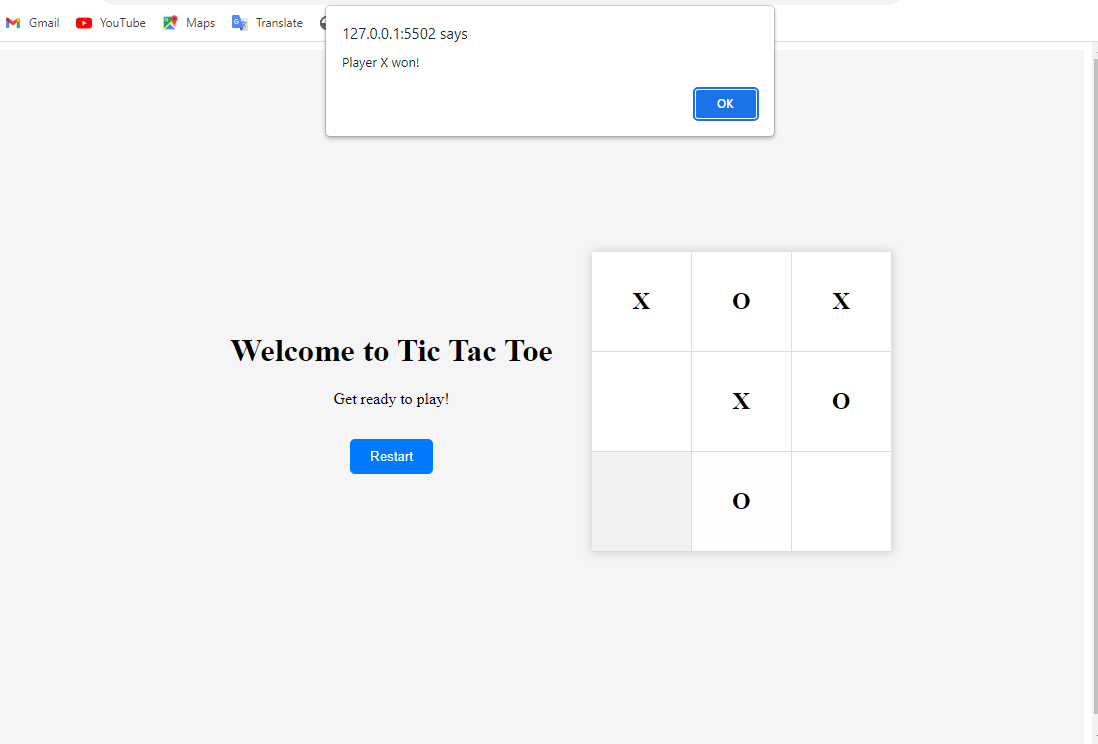 Gmail YouTube Maps Translate
127.0.0.1:5502 says
Player X won!
OK
X O X
Welcome to Tic Tac Toe
Get ready to play!
X O
Restart
O